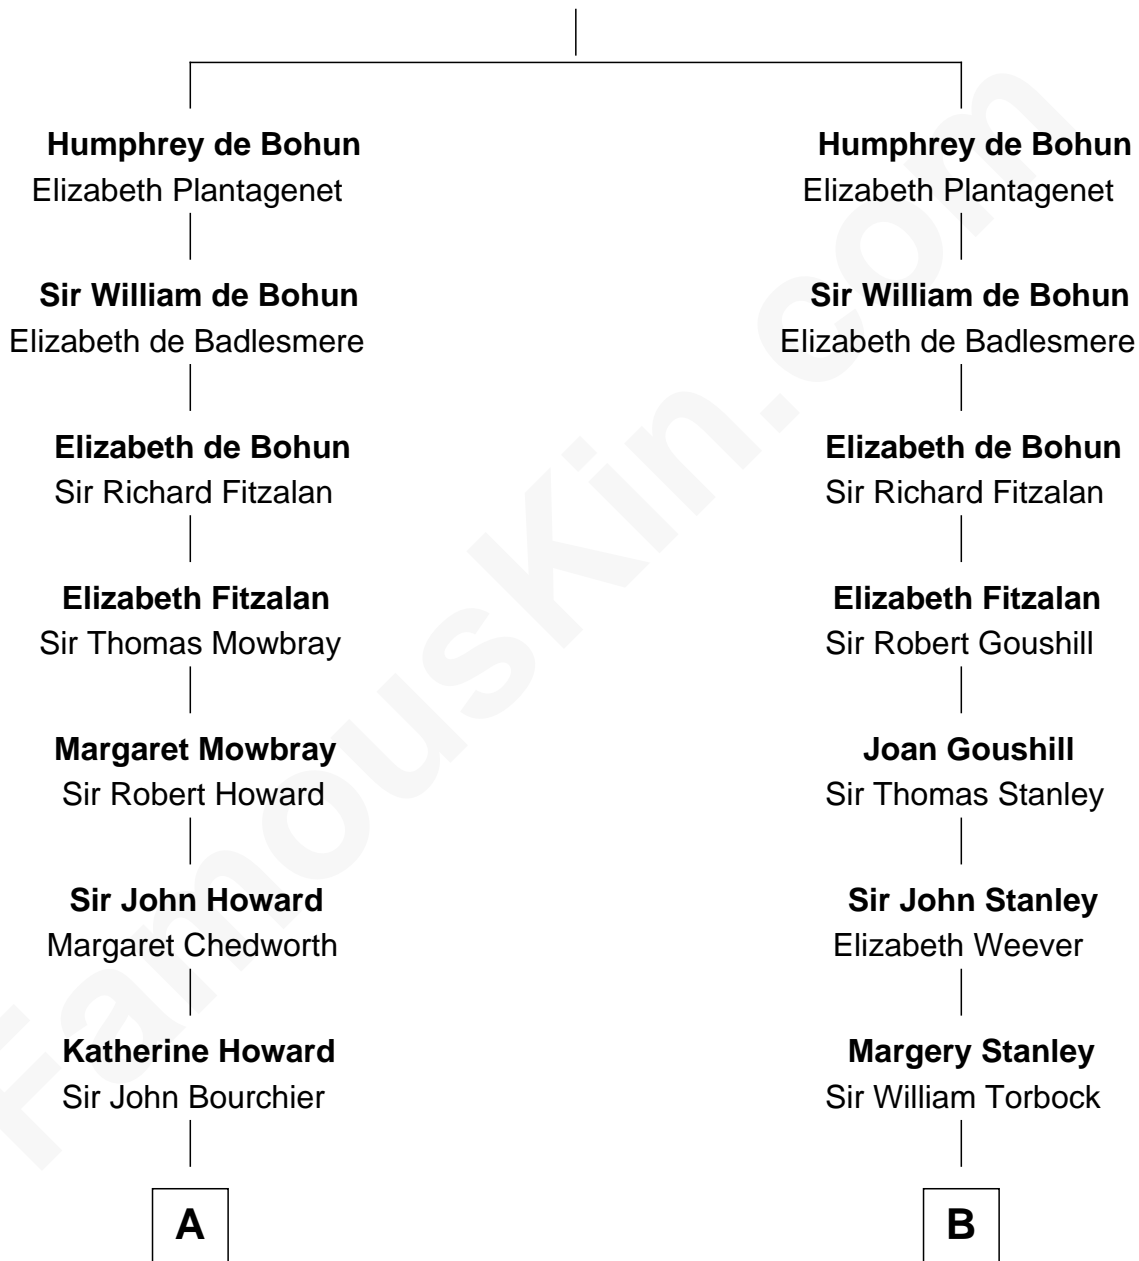 Humphrey de Bohun
Elizabeth Plantagenet
Sir William de Bohun
Elizabeth de Badlesmere
Elizabeth de Bohun
Sir Richard Fitzalan
Elizabeth Fitzalan
Sir Thomas Mowbray
Margaret Mowbray
Sir Robert Howard
Sir John Howard
Margaret Chedworth
Katherine Howard
Sir John Bourchier
A
Humphrey de Bohun
Elizabeth Plantagenet
Sir William de Bohun
Elizabeth de Badlesmere
Elizabeth de Bohun
Sir Richard Fitzalan
Elizabeth Fitzalan
Sir Robert Goushill
Joan Goushill
Sir Thomas Stanley
Sir John Stanley
Elizabeth Weever
Margery Stanley
Sir William Torbock
B
FamousKin.com